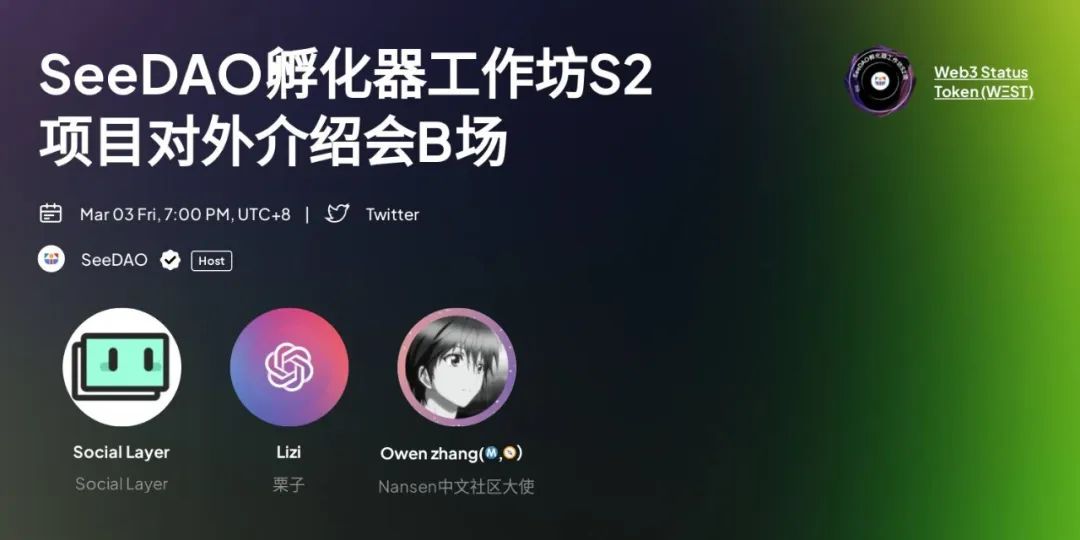 SeeDAO孵化器工作坊S2
项目对外介绍会B场
Web3 Status
Token (WΞST)
Mar 03 Fri, 7:00 PM, UTC+8 | Twitter
SeeDAO Host
Social Layer
Lizi
Owen zhang(Ⓜ,🧭)
Social Layer
栗子
Nansen中文社区大使